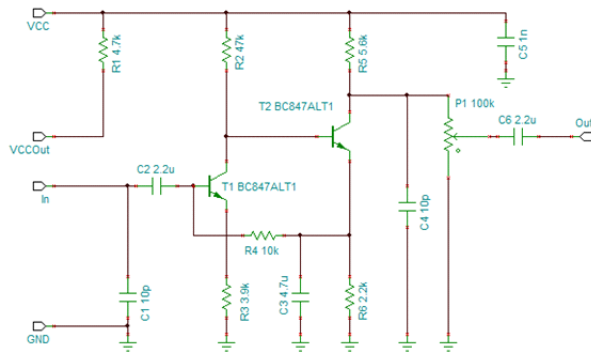 VCC
R1 4.7k
R2 47k
R5 5.6k
C5 1n
T2 BC847ALT1
P1 100k
C6 2.2u
Out
VCCOut
C2 2.2u
In
T1 BC847ALT1
R4 10k
C4 10p
C1 10p
R3 3.9k
C3 4.7u
R6 2.2k
GND